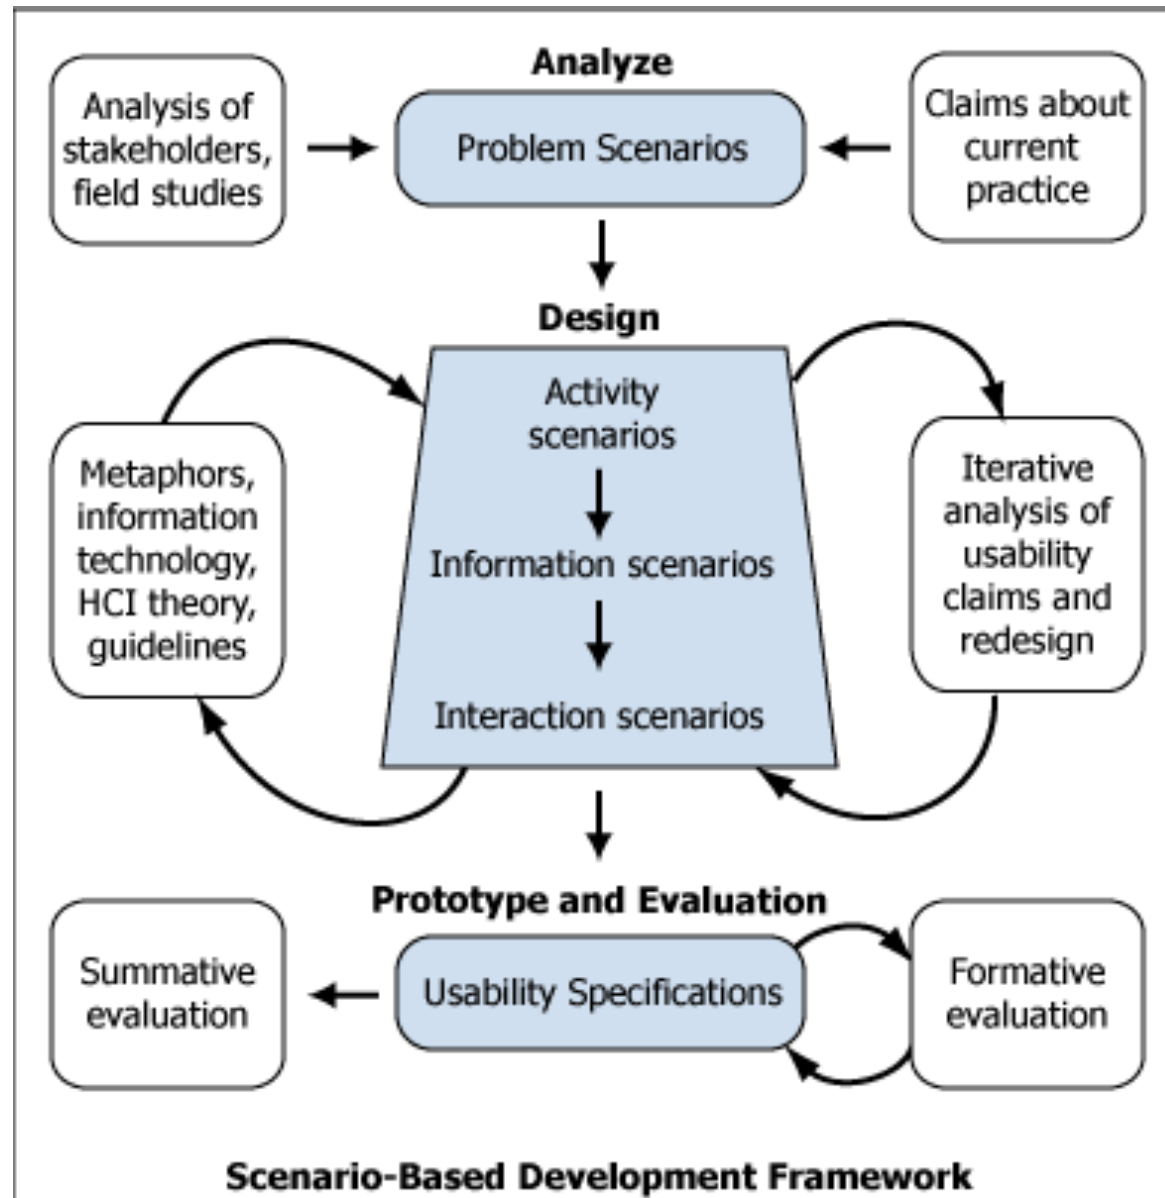 Analyze
Analysis of
stakeholders,
field studies
Problem Scenarios
Claims about
current
practice
Design
Metaphors,
information
technology,
HCI theory,
guidelines
Activity
scenarios
Information scenarios
Interaction scenarios
Iterative
analysis of
usability
claims and
redesign
Prototype and Evaluation
Summative
evaluation
Usability Specifications
Formative
evaluation
Scenario-Based Development Framework